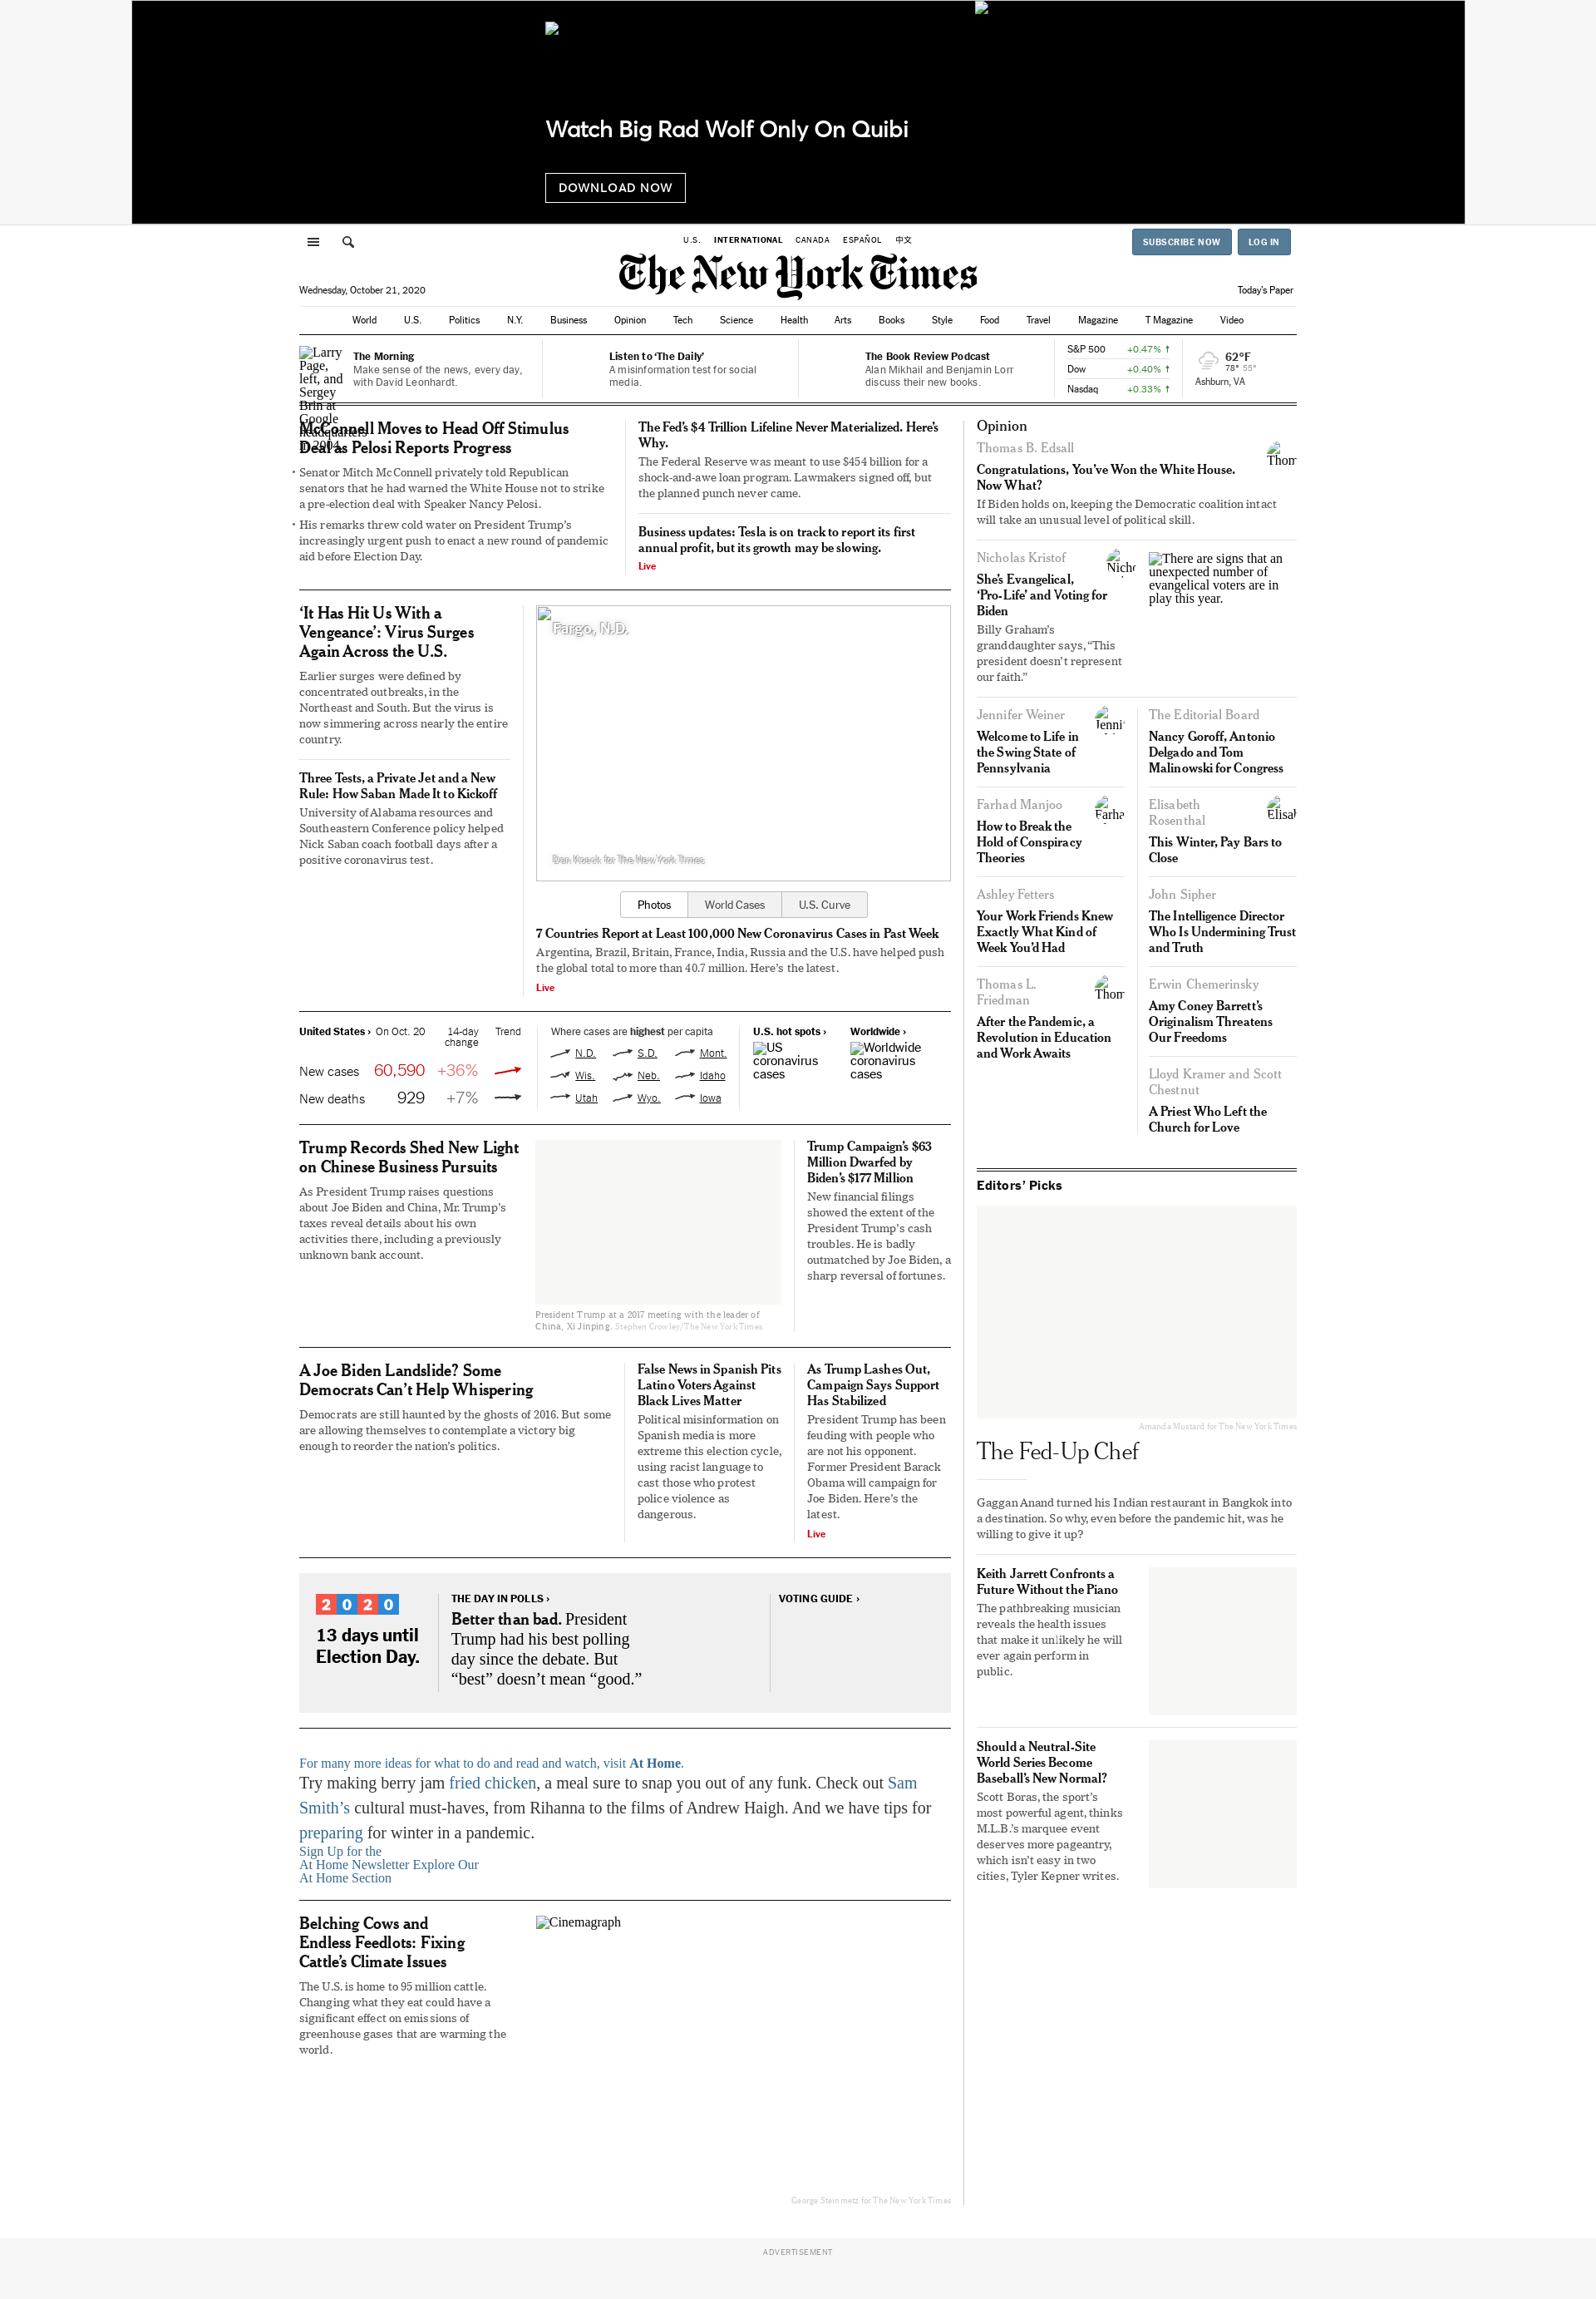 Watch Big Rad Wolf Only On Quibi
DOWNLOAD NOW
U.S. INTERNATIONAL CANADA ESPAÑOL 中文
SUBSCRIBE NOW LOG IN
The New York Times
Wednesday, October 21, 2020
Today's Paper
World U.S. Politics N.Y. Business Opinion Tech Science Health Arts Books Style Food Travel Magazine T Magazine Video
Larry
Page,
left, and
Sergey
Brin at
Google
headquarters
in 2004.
The Morning
Make sense of the news, every day,
with David Leonhardt.
Listen to ‘The Daily’
A misinformation test for social
media.
The Book Review Podcast
Alan Mikhail and Benjamin Lorr
discuss their new books.
S&P 500 +0.47% ↑
Dow +0.40% ↑
Nasdaq +0.33% ↑
62°F
78° 55°
Ashburn, VA
McConnell Moves to Head Off Stimulus
Deal as Pelosi Reports Progress
• Senator Mitch McConnell privately told Republican
senators that he had warned the White House not to strike
a pre-election deal with Speaker Nancy Pelosi.
• His remarks threw cold water on President Trump’s
increasingly urgent push to enact a new round of pandemic
aid before Election Day.
The Fed’s $4 Trillion Lifeline Never Materialized. Here’s
Why.
The Federal Reserve was meant to use $454 billion for a
shock-and-awe loan program. Lawmakers signed off, but
the planned punch never came.
Business updates: Tesla is on track to report its first
annual profit, but its growth may be slowing.
Live
‘It Has Hit Us With a
Vengeance’: Virus Surges
Again Across the U.S.
Earlier surges were defined by
concentrated outbreaks, in the
Northeast and South. But the virus is
now simmering across nearly the entire
country.
Three Tests, a Private Jet and a New
Rule: How Saban Made It to Kickoff
University of Alabama resources and
Southeastern Conference policy helped
Nick Saban coach football days after a
positive coronavirus test.
Fargo, N.D.
Dan Koeck for The New York Times
Photos World Cases U.S. Curve
7 Countries Report at Least 100,000 New Coronavirus Cases in Past Week
Argentina, Brazil, Britain, France, India, Russia and the U.S. have helped push
the global total to more than 40.7 million. Here’s the latest.
Live
United States › On Oct. 20 14-day
change Trend
New cases 60,590 +36%
New deaths 929 +7%
Where cases are highest per capita
N.D. S.D. Mont.
Wis. Neb. Idaho
Utah Wyo. Iowa
U.S. hot spots ›
US
coronavirus
cases
Worldwide ›
Worldwide
coronavirus
cases
Trump Records Shed New Light
on Chinese Business Pursuits
As President Trump raises questions
about Joe Biden and China, Mr. Trump’s
taxes reveal details about his own
activities there, including a previously
unknown bank account.
President Trump at a 2017 meeting with the leader of
China, Xi Jinping. Stephen Crowley/The New York Times
Trump Campaign’s $63
Million Dwarfed by
Biden’s $177 Million
New financial filings
showed the extent of the
President Trump’s cash
troubles. He is badly
outmatched by Joe Biden, a
sharp reversal of fortunes.
A Joe Biden Landslide? Some
Democrats Can’t Help Whispering
Democrats are still haunted by the ghosts of 2016. But some
are allowing themselves to contemplate a victory big
enough to reorder the nation’s politics.
False News in Spanish Pits
Latino Voters Against
Black Lives Matter
Political misinformation on
Spanish media is more
extreme this election cycle,
using racist language to
cast those who protest
police violence as
dangerous.
As Trump Lashes Out,
Campaign Says Support
Has Stabilized
President Trump has been
feuding with people who
are not his opponent.
Former President Barack
Obama will campaign for
Joe Biden. Here’s the
latest.
Live
2020
13 days until
Election Day.
THE DAY IN POLLS ›
Better than bad. President
Trump had his best polling
day since the debate. But
“best” doesn’t mean “good.”
VOTING GUIDE ›
For many more ideas for what to do and read and watch, visit At Home.
Try making berry jam fried chicken, a meal sure to snap you out of any funk. Check out Sam
Smith’s cultural must-haves, from Rihanna to the films of Andrew Haigh. And we have tips for
preparing for winter in a pandemic.
Sign Up for the
At Home Newsletter Explore Our
At Home Section
Belching Cows and
Endless Feedlots: Fixing
Cattle’s Climate Issues
The U.S. is home to 95 million cattle.
Changing what they eat could have a
significant effect on emissions of
greenhouse gases that are warming the
world.
Cinemagraph
George Steinmetz for The New York Times
Opinion
Thomas B. Edsall
Thom
Congratulations, You’ve Won the White House.
Now What?
If Biden holds on, keeping the Democratic coalition intact
will take an unusual level of political skill.
Nicholas Kristof
Nicho
She’s Evangelical,
‘Pro-Life’ and Voting for
Biden
Billy Graham’s
granddaughter says, “This
president doesn’t represent
our faith.”
There are signs that an
unexpected number of
evangelical voters are in
play this year.
Jennifer Weiner
Jenni
Welcome to Life in
the Swing State of
Pennsylvania
The Editorial Board
Nancy Goroff, Antonio
Delgado and Tom
Malinowski for Congress
Farhad Manjoo
Farha
How to Break the
Hold of Conspiracy
Theories
Elisabeth
Rosenthal
Elisab
This Winter, Pay Bars to
Close
Ashley Fetters
Your Work Friends Knew
Exactly What Kind of
Week You’d Had
John Sipher
The Intelligence Director
Who Is Undermining Trust
and Truth
Thomas L.
Friedman
Thom
After the Pandemic, a
Revolution in Education
and Work Awaits
Erwin Chemerinsky
Amy Coney Barrett’s
Originalism Threatens
Our Freedoms
Lloyd Kramer and Scott
Chestnut
A Priest Who Left the
Church for Love
Editors’ Picks
Amanda Mustard for The New York Times
The Fed-Up Chef
Gaggan Anand turned his Indian restaurant in Bangkok into
a destination. So why, even before the pandemic hit, was he
willing to give it up?
Keith Jarrett Confronts a
Future Without the Piano
The pathbreaking musician
reveals the health issues
that make it unlikely he will
ever again perform in
public.
Should a Neutral-Site
World Series Become
Baseball’s New Normal?
Scott Boras, the sport’s
most powerful agent, thinks
M.L.B.’s marquee event
deserves more pageantry,
which isn’t easy in two
cities, Tyler Kepner writes.
ADVERTISEMENT